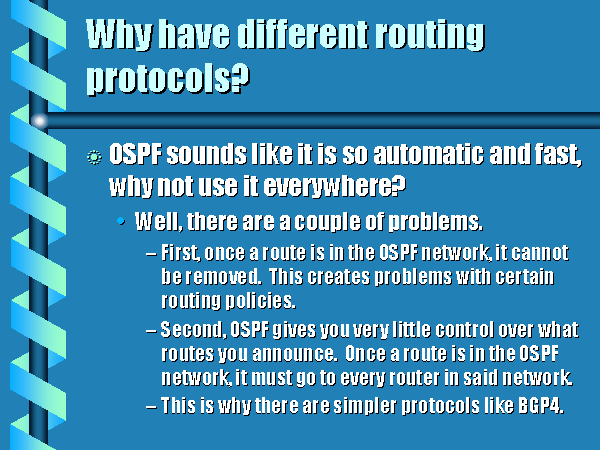 Why have different routing
protocols?
OSPF sounds like it is so automatic and fast,
why not use it everywhere?
• Well, there are a couple of problems.
– First, once a route is in the OSPF network, it cannot
be removed. This creates problems with certain
routing policies.
– Second, OSPF gives you very little control over what
routes you announce. Once a route is in the OSPF
network, it must go to every router in said network.
– This is why there are simpler protocols like BGP4.